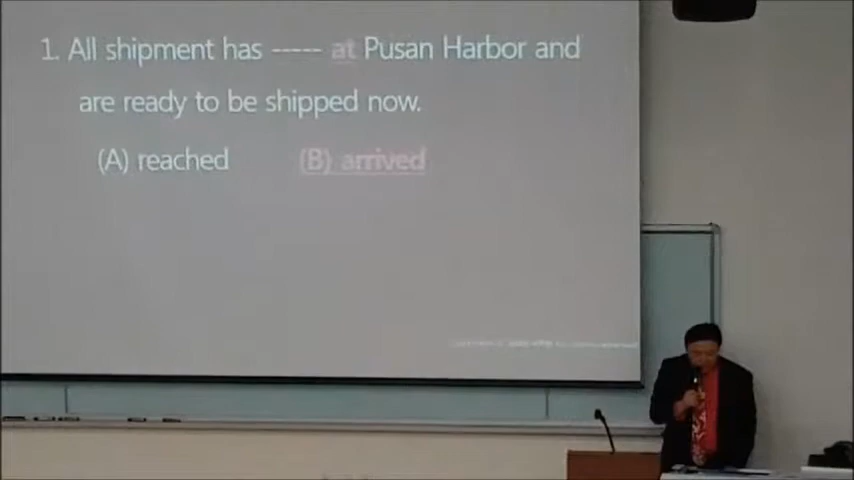 1. All shipment has ----- at Pusan Harbor and
are ready to be shipped now.
(A) reached (B) arrived